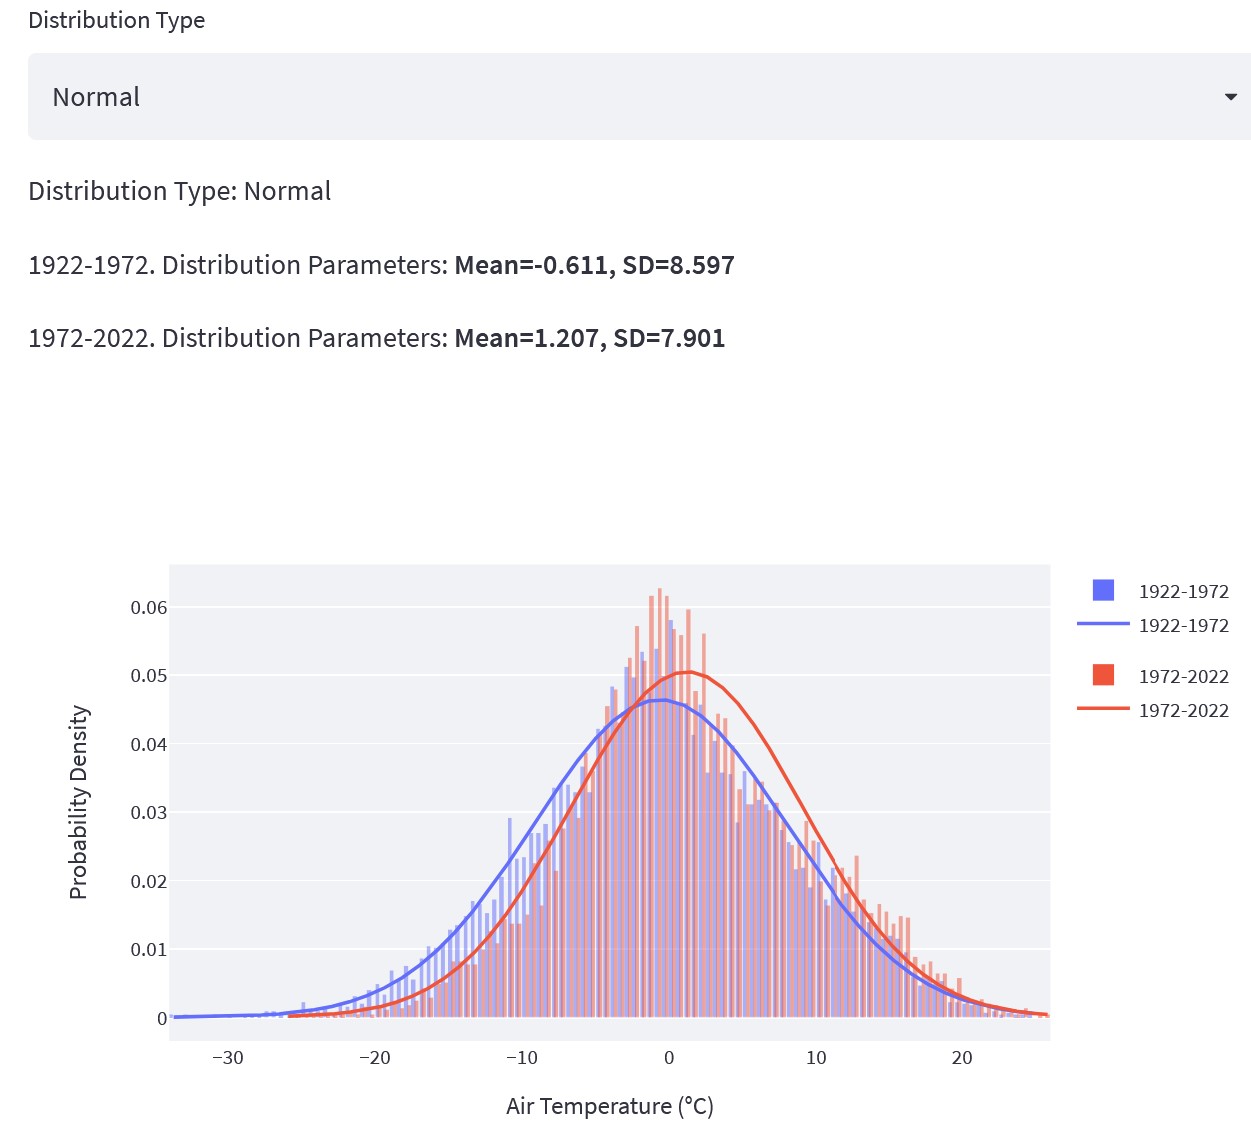 Distribution Type
Normal
Distribution Type: Normal
1922-1972. Distribution Parameters: Mean=-0.611, SD=8.597
1972-2022. Distribution Parameters: Mean=1.207, SD=7.901
1922-1972
1922-1972
1972-2022
1972-2022
0.06
0.05
0.04
0.03
0.02
0.01
0
Probability Density
−30 −20 −10 0 10 20
Air Temperature (°C)